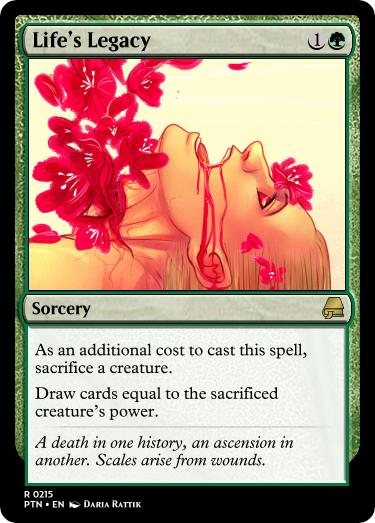 Life's Legacy 1
Sorcery
As an additional cost to cast this spell,
sacrifice a creature.
Draw cards equal to the sacrificed
creature's power.
A death in one history, an ascension in
another. Scales arise from wounds.
R 0215
PTN • EN Daria Rattik